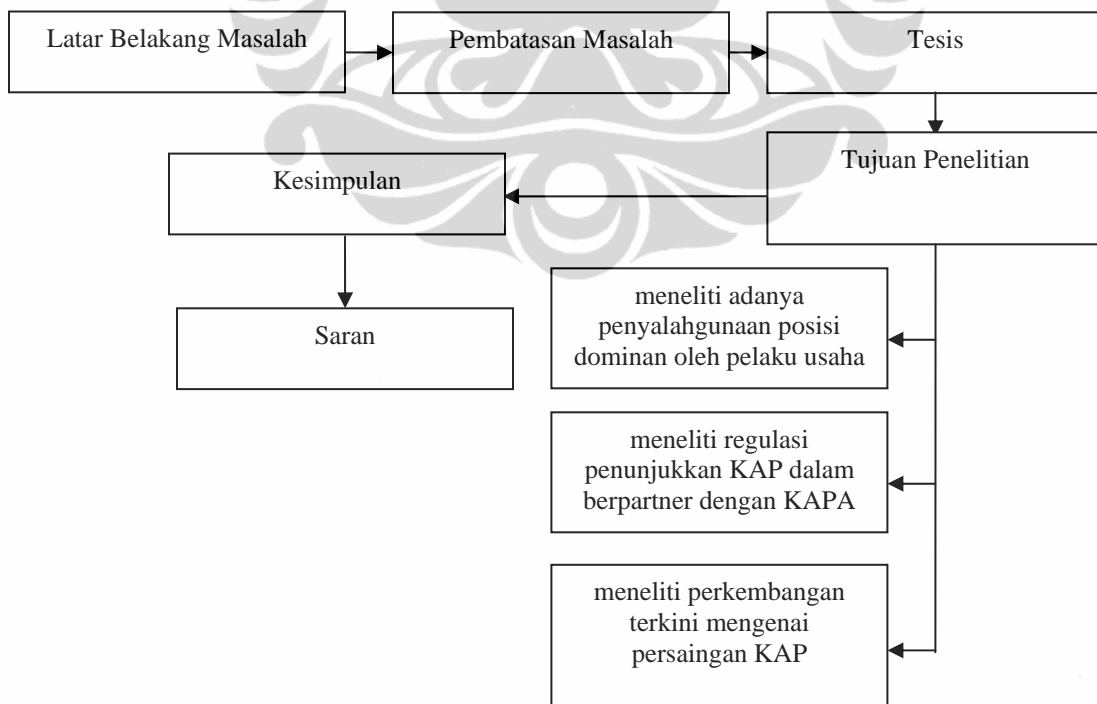 Latar Belakang Masalah
Pembatasan Masalah
Tesis
Tujuan Penelitian
Kesimpulan
Saran
meneliti adanya
penyalahgunaan posisi
dominan oleh pelaku usaha
meneliti regulasi
penunjukkan KAP dalam
berpartner dengan KAPA
meneliti perkembangan
terkini mengenai
persaingan KAP